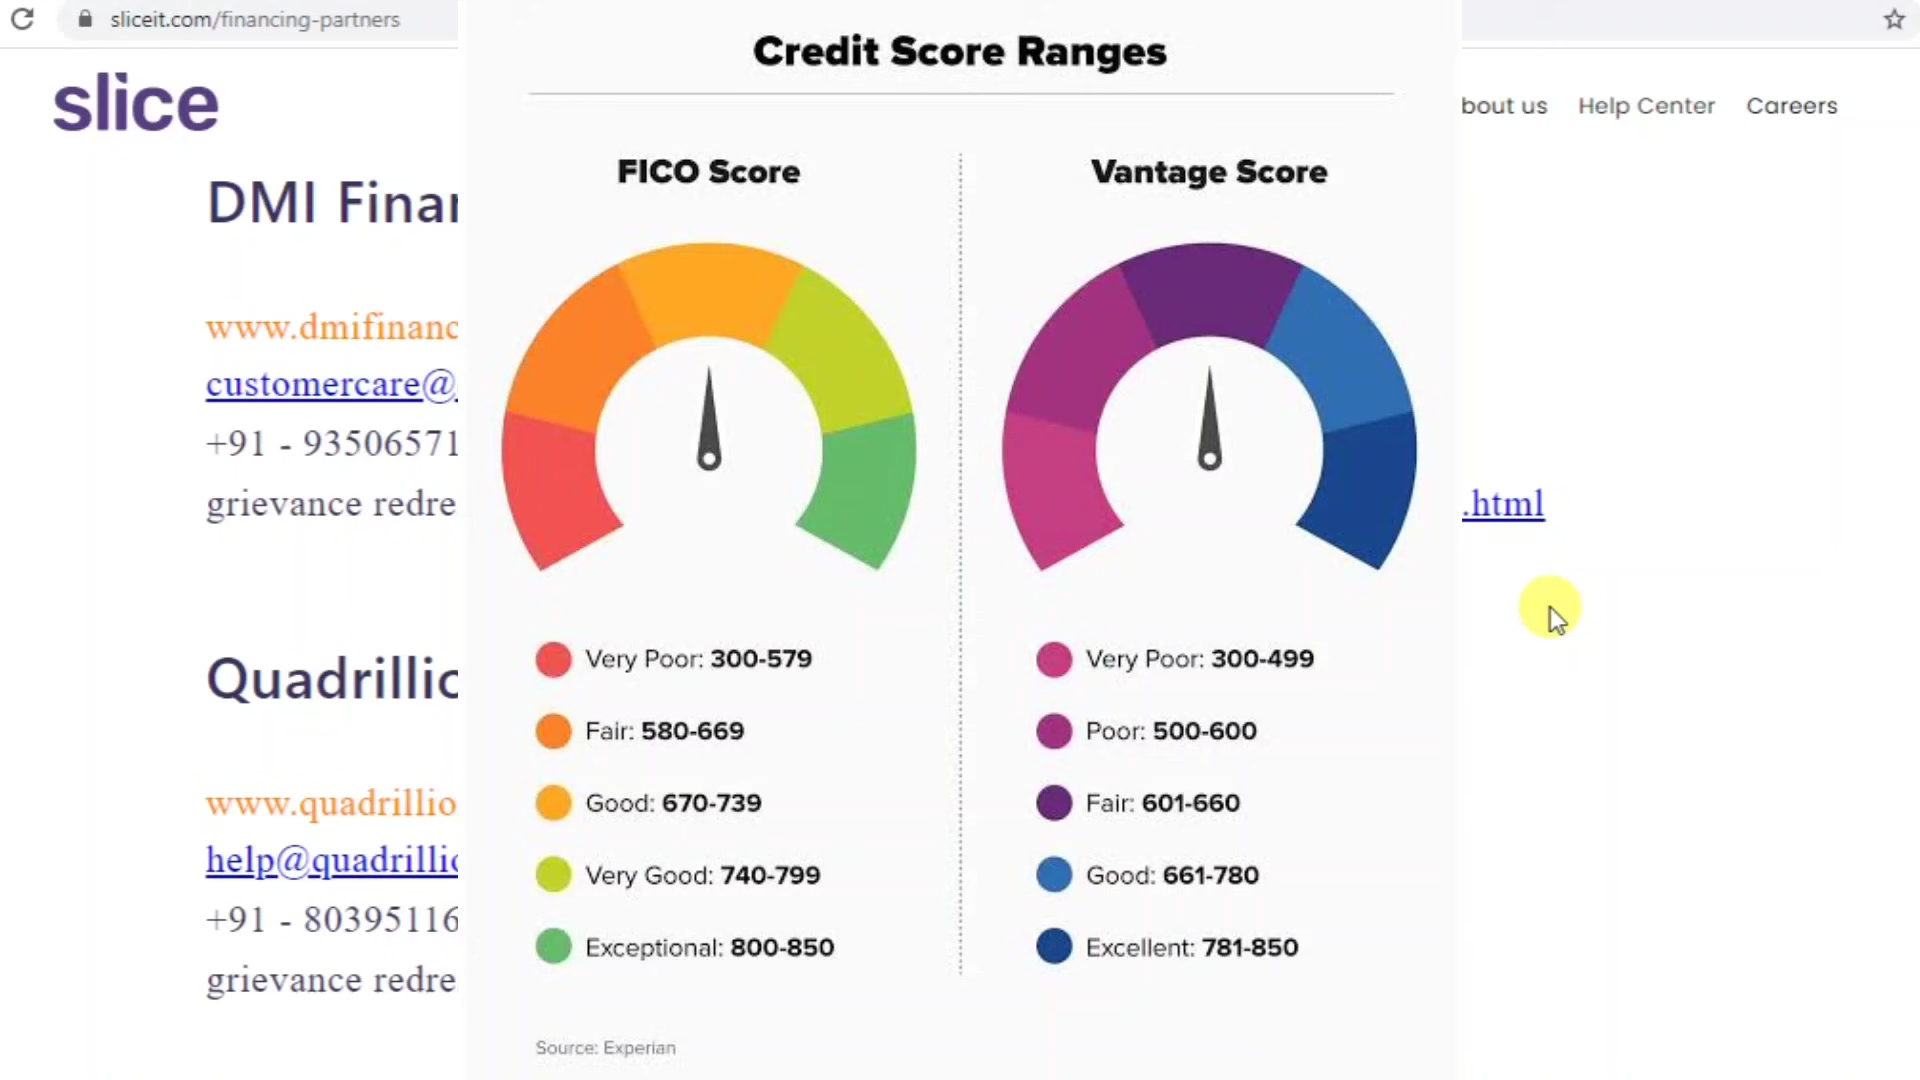 sliceit.com/financing-partners
slice
bout us Help Center Careers
DMI Finar
www.dmifinanc
customercare@
+91 - 93506571
grievance redre
.html
Quadrillio
www.quadrillio
help@quadrillic
+91 - 80395116
grievance redre
Credit Score Ranges
FICO Score
Very Poor: 300-579
Fair: 580-669
Good: 670-739
Very Good: 740-799
Exceptional: 800-850
Vantage Score
Very Poor: 300-499
Poor: 500-600
Fair: 601-660
Good: 661-780
Excellent: 781-850
Source: Experian